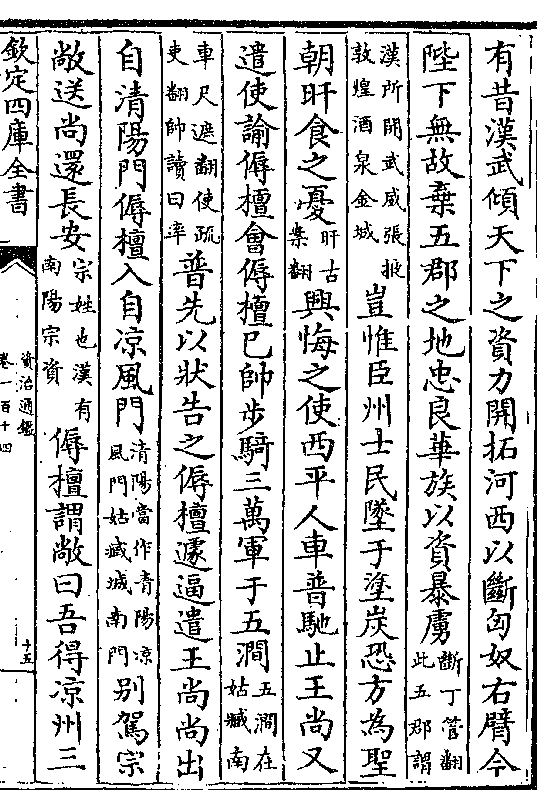 有昔漢武傾天下之資力開拓河西以斷匈奴右臂今
陛下無故棄五郡之地忠良華族以資暴虜斷丁管翻此五郡謂
漢所開武威張掖敦煌酒泉金城豈惟臣州士民墜于塗炭恐方為聖
朝旰食之憂旰古案翻興悔之使西平人車普馳止王尚又
遣使諭傉檀會傉檀已帥步騎三萬軍于五澗五澗在姑臧南
車尺遮翻使疏吏翻帥讀曰率普先以狀告之傉檀遽逼遣王尚尚出
自清陽門傉檀入自凉風門清陽當作青陽凉風門姑臧城南門别駕宗
敞送尚還長安宗姓也漢有南陽宗資傉檀謂敞曰吾得凉州三
欽定四庫全書
資治通鑑
卷一百十四
十五